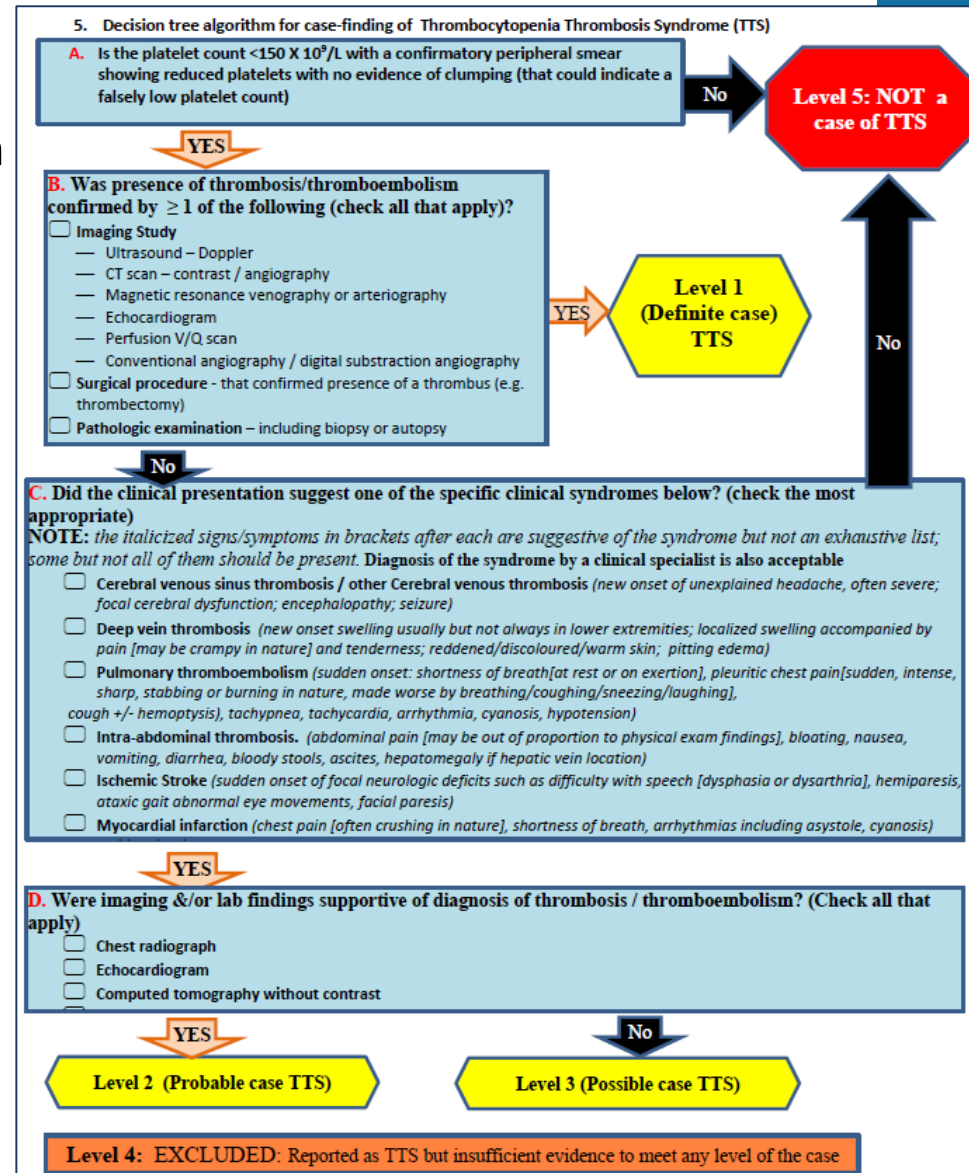 5. Decision tree algorithm for case-finding of Thrombocytopenia Thrombosis Syndrome (TTS)
A. Is the platelet count <150 X 10⁹/L with a confirmatory peripheral smear
showing reduced platelets with no evidence of clumping (that could indicate a
falsely low platelet count)
No
Level 5: NOT a
case of TTS
YES
B. Was presence of thrombosis/thromboembolism
confirmed by ≥ 1 of the following (check all that apply)?
Imaging Study
— Ultrasound – Doppler
— CT scan – contrast / angiography
— Magnetic resonance venography or arteriography
— Echocardiogram
— Perfusion V/Q scan
— Conventional angiography / digital substraction angiography
Surgical procedure - that confirmed presence of a thrombus (e.g.
thrombectomy)
Pathologic examination – including biopsy or autopsy
YES
Level 1
(Definite case)
TTS
No
No
C. Did the clinical presentation suggest one of the specific clinical syndromes below? (check the most
appropriate)
NOTE: the italicized signs/symptoms in brackets after each are suggestive of the syndrome but not an exhaustive list;
some but not all of them should be present. Diagnosis of the syndrome by a clinical specialist is also acceptable
Cerebral venous sinus thrombosis / other Cerebral venous thrombosis (new onset of unexplained headache, often severe;
focal cerebral dysfunction; encephalopathy; seizure)
Deep vein thrombosis (new onset swelling usually but not always in lower extremities; localized swelling accompanied by
pain [may be crampy in nature] and tenderness; reddened/discoloured/warm skin; pitting edema)
Pulmonary thromboembolism (sudden onset: shortness of breath[at rest or on exertion], pleuritic chest pain[sudden, intense,
sharp, stabbing or burning in nature, made worse by breathing/coughing/sneezing/laughing],
cough +/- hemoptysis), tachypnea, tachycardia, arrhythmia, cyanosis, hypotension)
Intra-abdominal thrombosis. (abdominal pain [may be out of proportion to physical exam findings], bloating, nausea,
vomiting, diarrhea, bloody stools, ascites, hepatomegaly if hepatic vein location)
Ischemic Stroke (sudden onset of focal neurologic deficits such as difficulty with speech [dysphasia or dysarthria], hemiparesis,
ataxic gait abnormal eye movements, facial paresis)
Myocardial infarction (chest pain [often crushing in nature], shortness of breath, arrhythmias including asystole, cyanosis)
YES
D. Were imaging &/or lab findings supportive of diagnosis of thrombosis / thromboembolism? (Check all that
apply)
Chest radiograph
Echocardiogram
Computed tomography without contrast
YES
No
Level 2 (Probable case TTS)
Level 3 (Possible case TTS)
Level 4: EXCLUDED: Reported as TTS but insufficient evidence to meet any level of the case